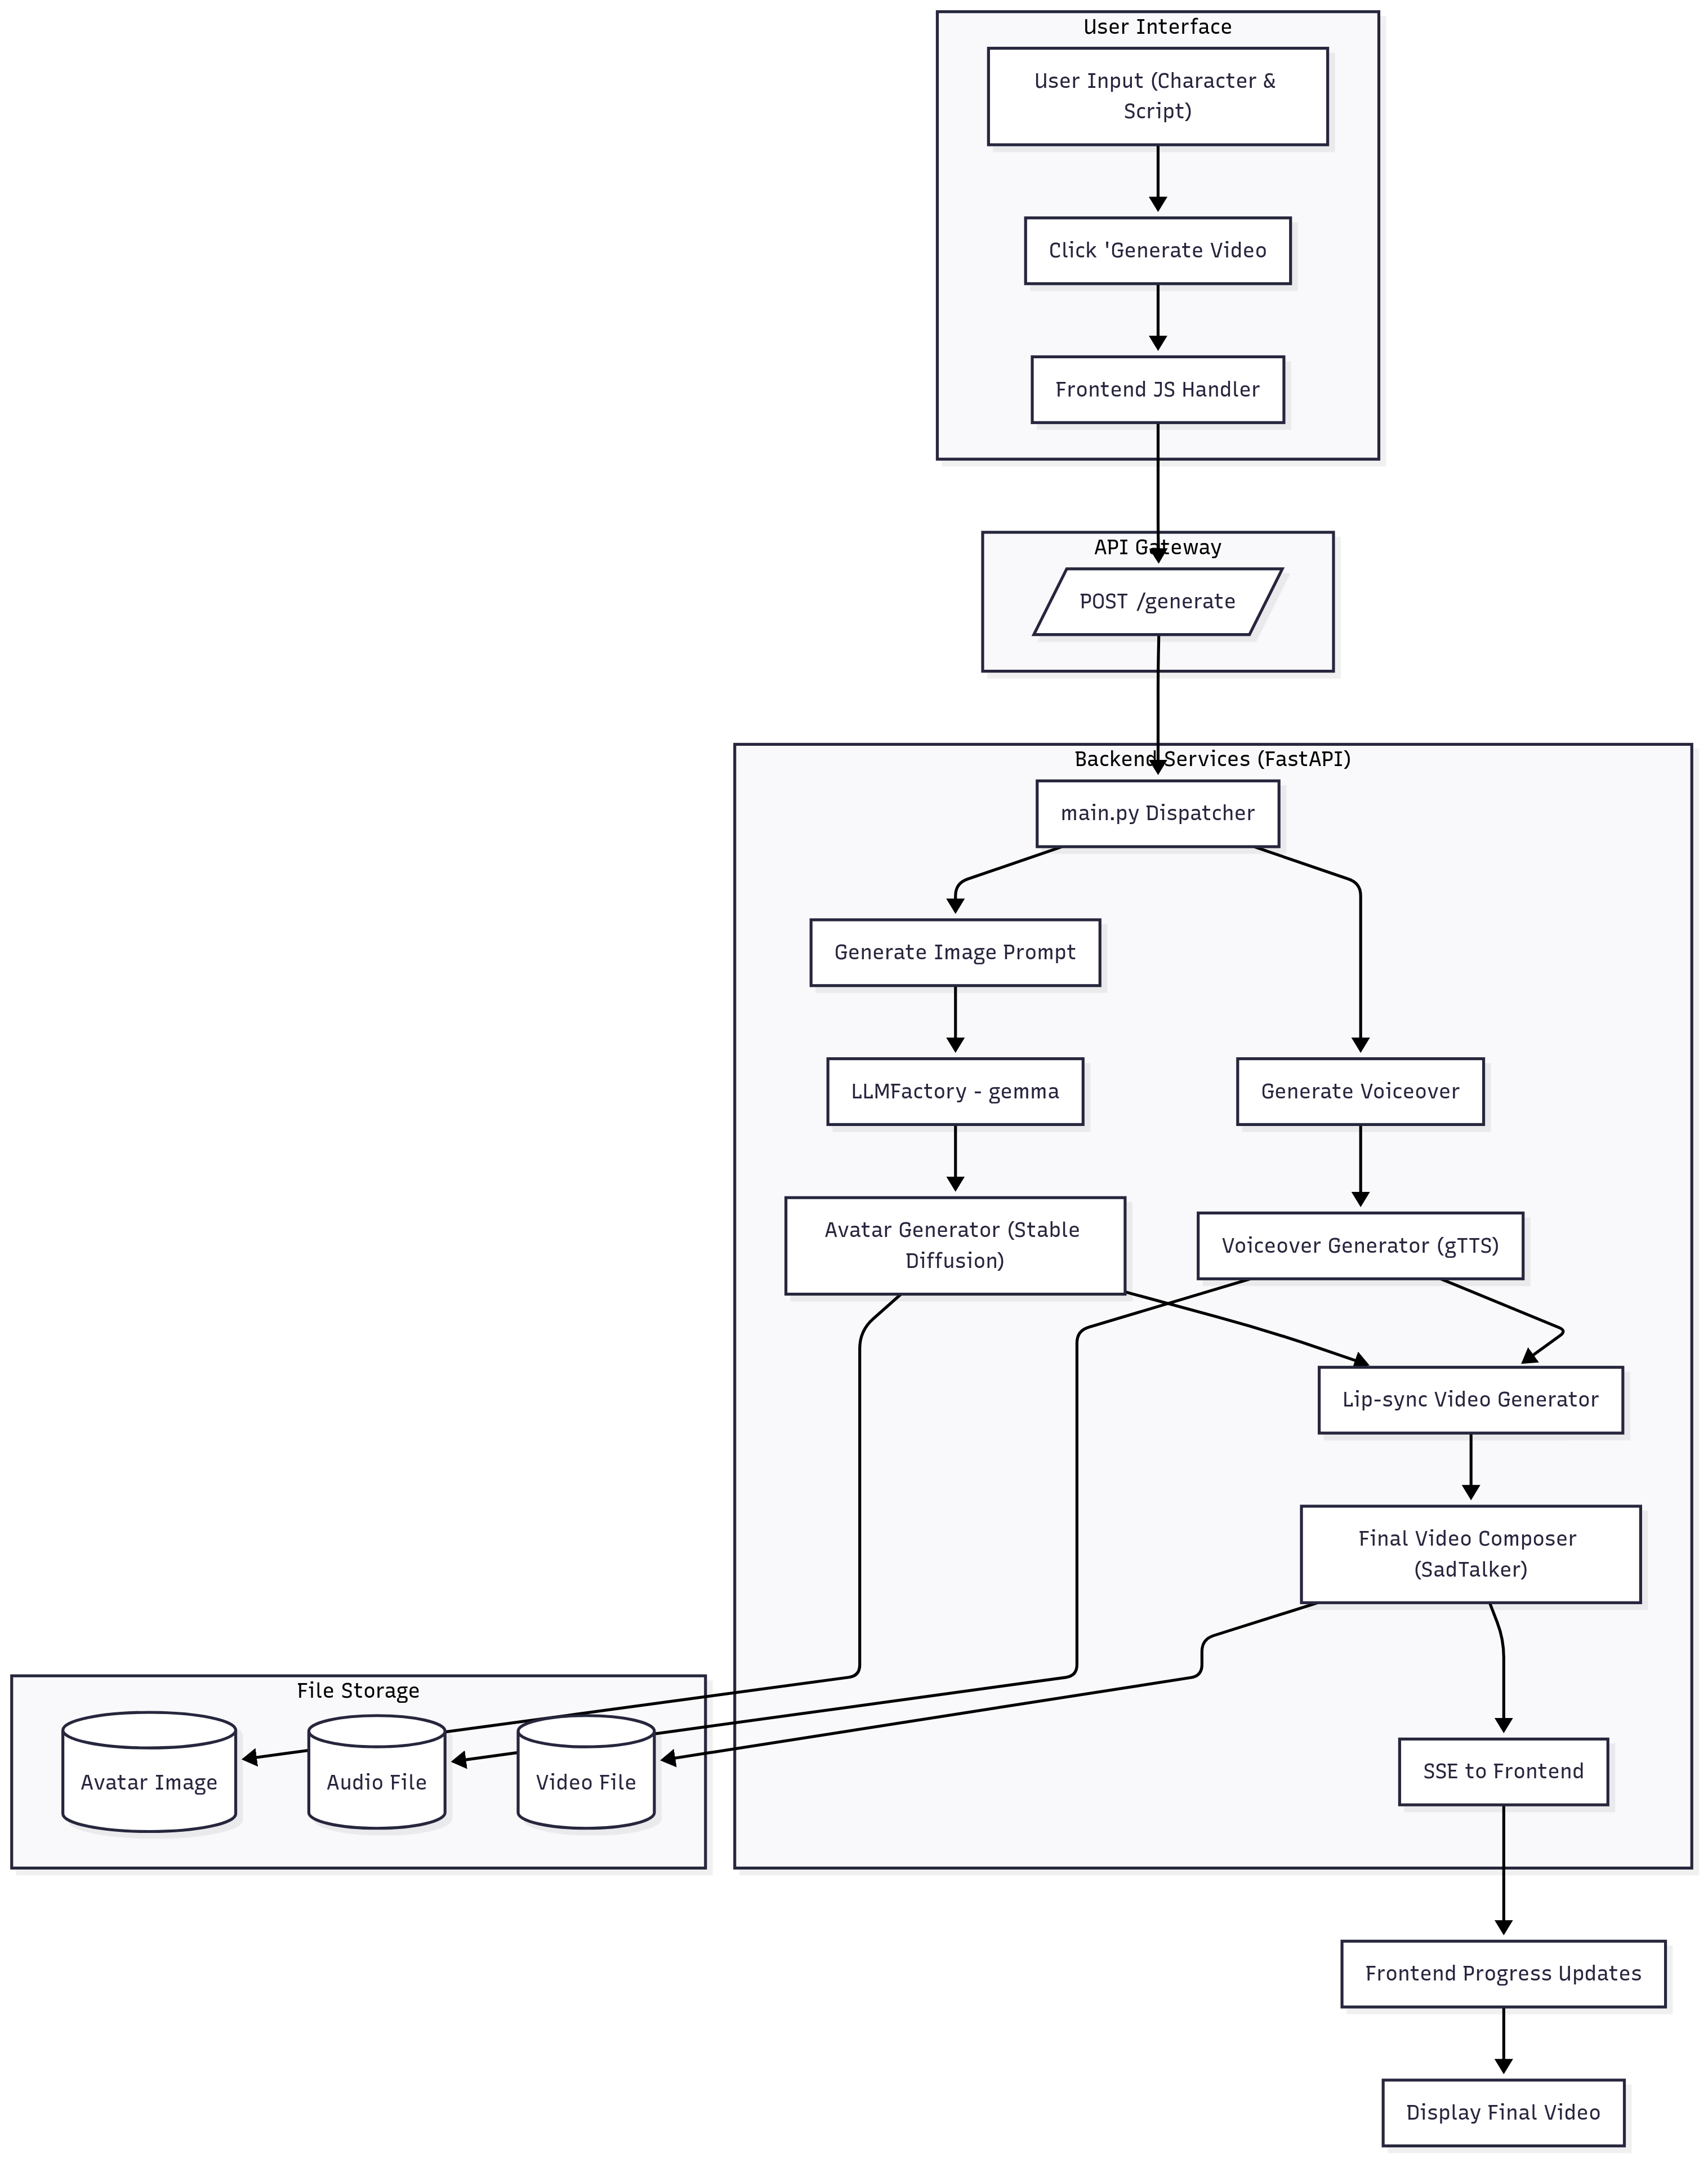 User Interface
User Input (Character &
Script)
Click 'Generate Video
Frontend JS Handler
API Gateway
POST /generate
Backend Services (FastAPI)
main.py Dispatcher
Generate Image Prompt
LLMFactory - gemma
Generate Voiceover
Avatar Generator (Stable
Diffusion)
Voiceover Generator (gTTS)
Lip-sync Video Generator
Final Video Composer
(SadTalker)
File Storage
Avatar Image
Audio File
Video File
SSE to Frontend
Frontend Progress Updates
Display Final Video